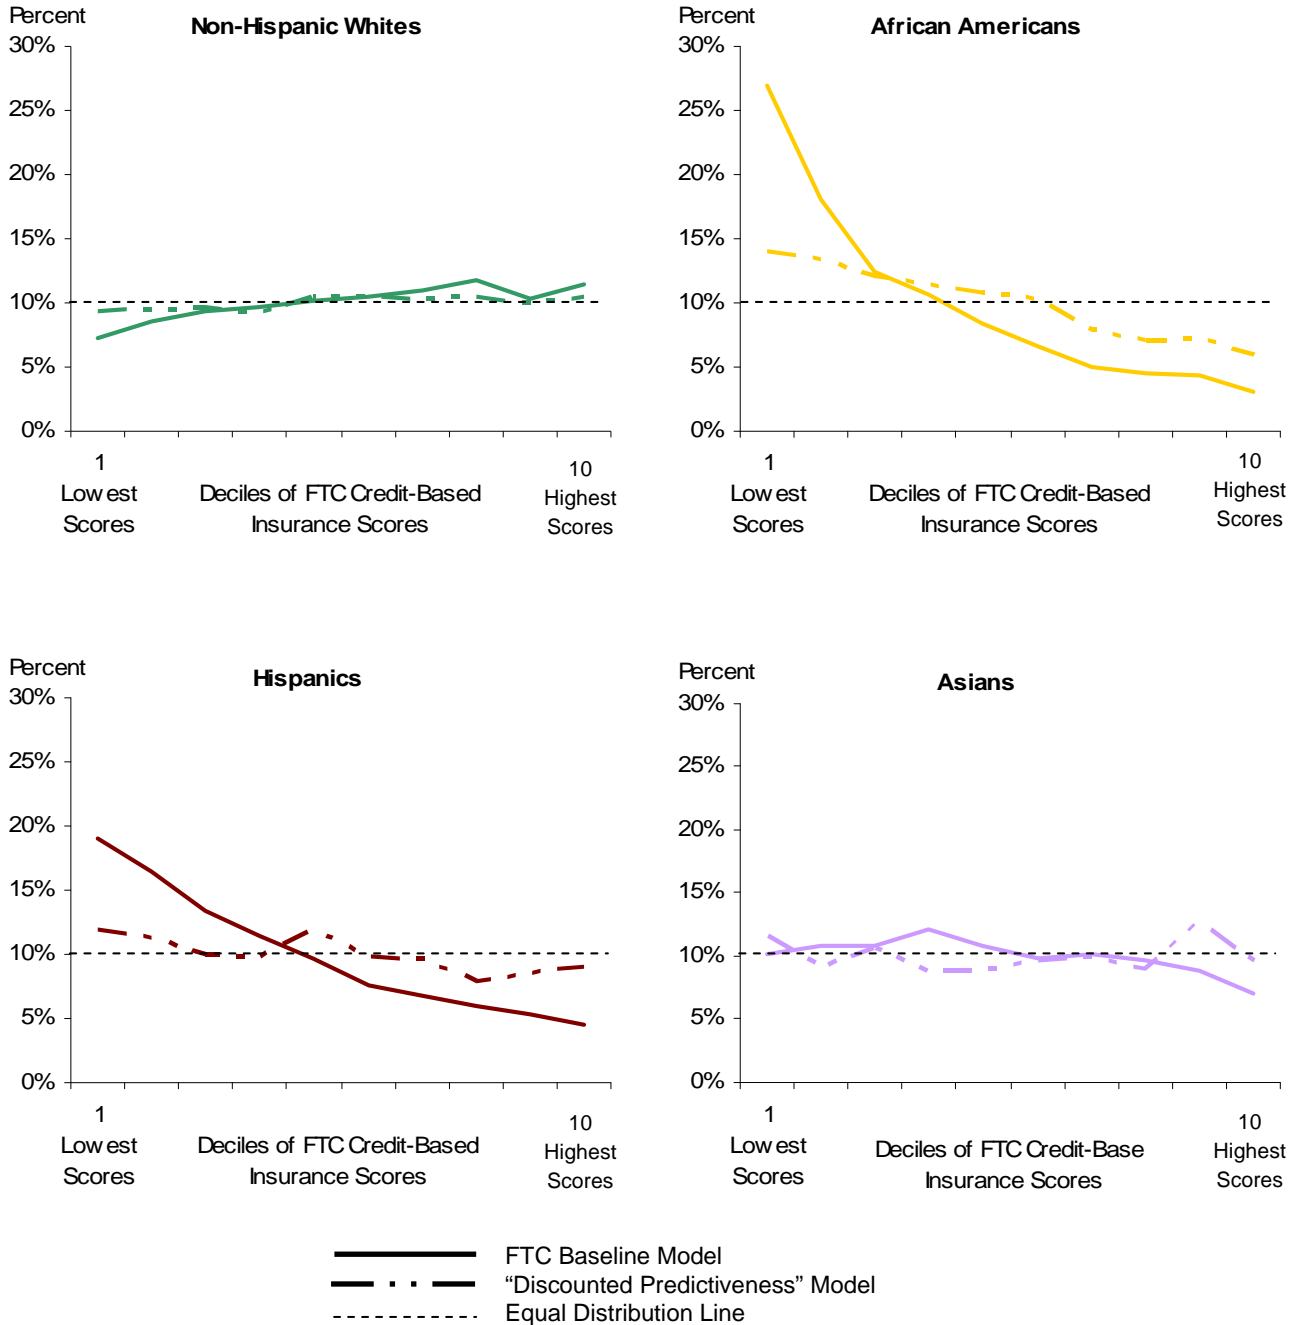 Percent
Non-Hispanic Whites
30%
25%
20%
15%
10%
5%
0%
1
Lowest
Scores
Deciles of FTC Credit-Based
Insurance Scores
10
Highest
Scores
Percent
African Americans
30%
25%
20%
15%
10%
5%
0%
1
Lowest
Scores
Deciles of FTC Credit-Based
Insurance Scores
10
Highest
Scores
Percent
Hispanics
30%
25%
20%
15%
10%
5%
0%
1
Lowest
Scores
Deciles of FTC Credit-Based
Insurance Scores
10
Highest
Scores
Percent
Asians
30%
25%
20%
15%
10%
5%
0%
1
Lowest
Scores
Deciles of FTC Credit-Base
Insurance Scores
10
Highest
Scores
FTC Baseline Model
“Discounted Predictiveness” Model
Equal Distribution Line